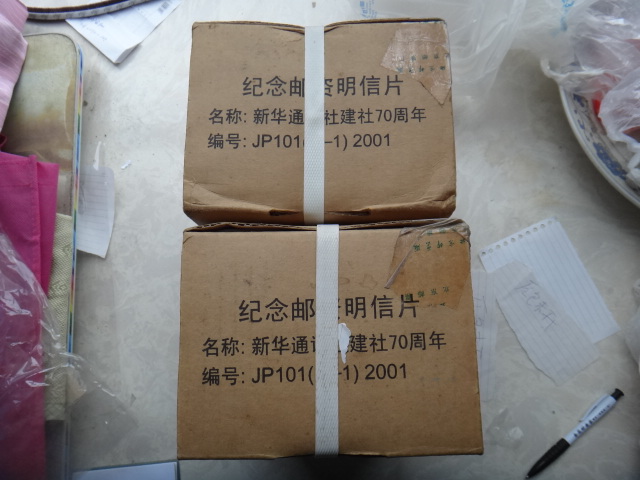 纪念邮资明信片
名称: 新华通 社建社70周年
编号: JP101( -1) 2001
纪念邮资明信片
名称: 新华通讯 建社70周年
编号: JP101( -1) 2001